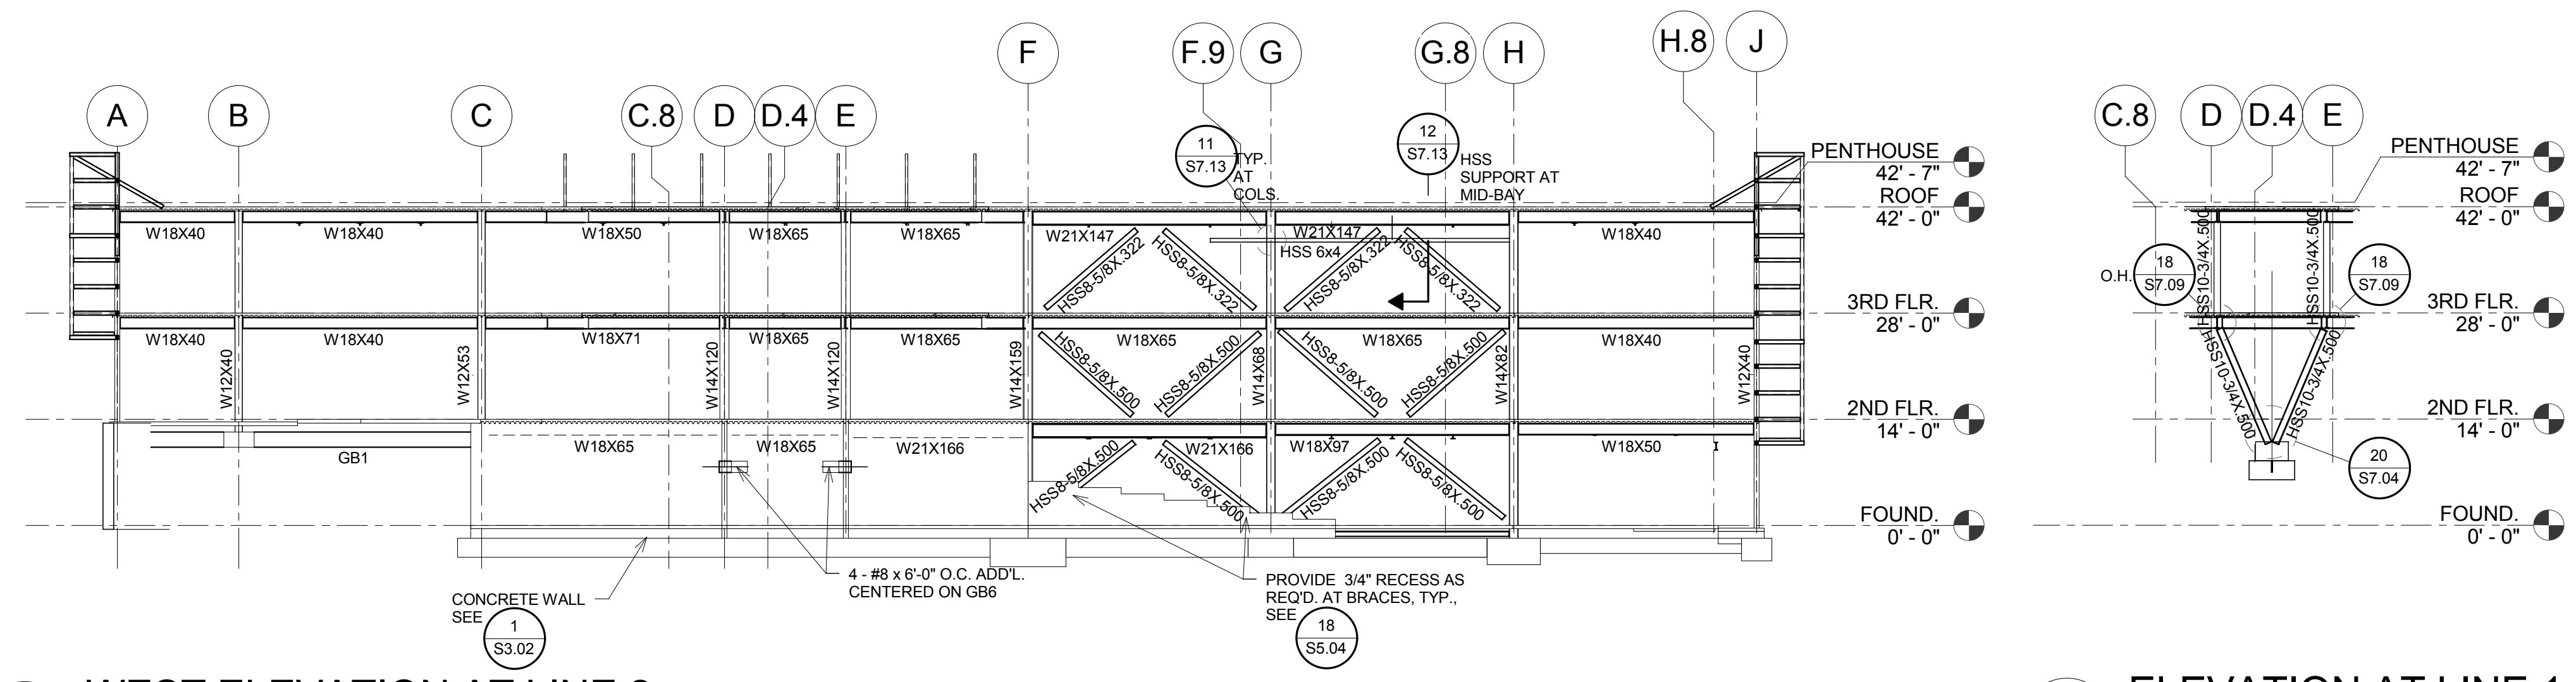 A
B
C
C.8
D
D.4
E
F
F.9
G
G.8
H
H.8
J
11
S7.13
TYP.
AT
COLS.
12
S7.13
HSS
SUPPORT AT
MID-BAY
PENTHOUSE
42' - 7"
ROOF
42' - 0"
W18X40
W18X40
W18X50
W18X65
W18X65
W21X147
W21X147
HSS 6x4
W18X40
HSS8-5/8X.322
HSS8-5/8X.322
HSS8-5/8X.322
HSS8-5/8X.322
3RD FLR.
28' - 0"
W18X40
W18X40
W18X71
W18X65
W18X65
W18X65
W18X65
W18X40
W12X40
W12X53
W14X120
W14X120
W14X159
W14X68
W14X82
W12X40
HSS8-5/8X.500
HSS8-5/8X.500
HSS8-5/8X.500
HSS8-5/8X.500
2ND FLR.
14' - 0"
GB1
W18X65
W18X65
W21X166
W21X166
W18X97
W18X50
HSS8-5/8X.500
HSS8-5/8X.500
HSS8-5/8X.500
HSS8-5/8X.500
FOUND.
0' - 0"
CONCRETE WALL
SEE
1
S3.02
4 - #8 x 6'-0" O.C. ADD'L.
CENTERED ON GB6
PROVIDE 3/4" RECESS AS
REQ'D. AT BRACES, TYP.,
SEE
18
S5.04
C.8
D
D.4
E
PENTHOUSE
42' - 7"
ROOF
42' - 0"
O.H.
18
S7.09
HSS10-3/4X.500
HSS10-3/4X.500
18
S7.09
3RD FLR.
28' - 0"
HSS10-3/4X.500
HSS10-3/4X.500
2ND FLR.
14' - 0"
20
S7.04
FOUND.
0' - 0"
WEST ELEVATION AT LINE
ELEVATION AT LINE 1